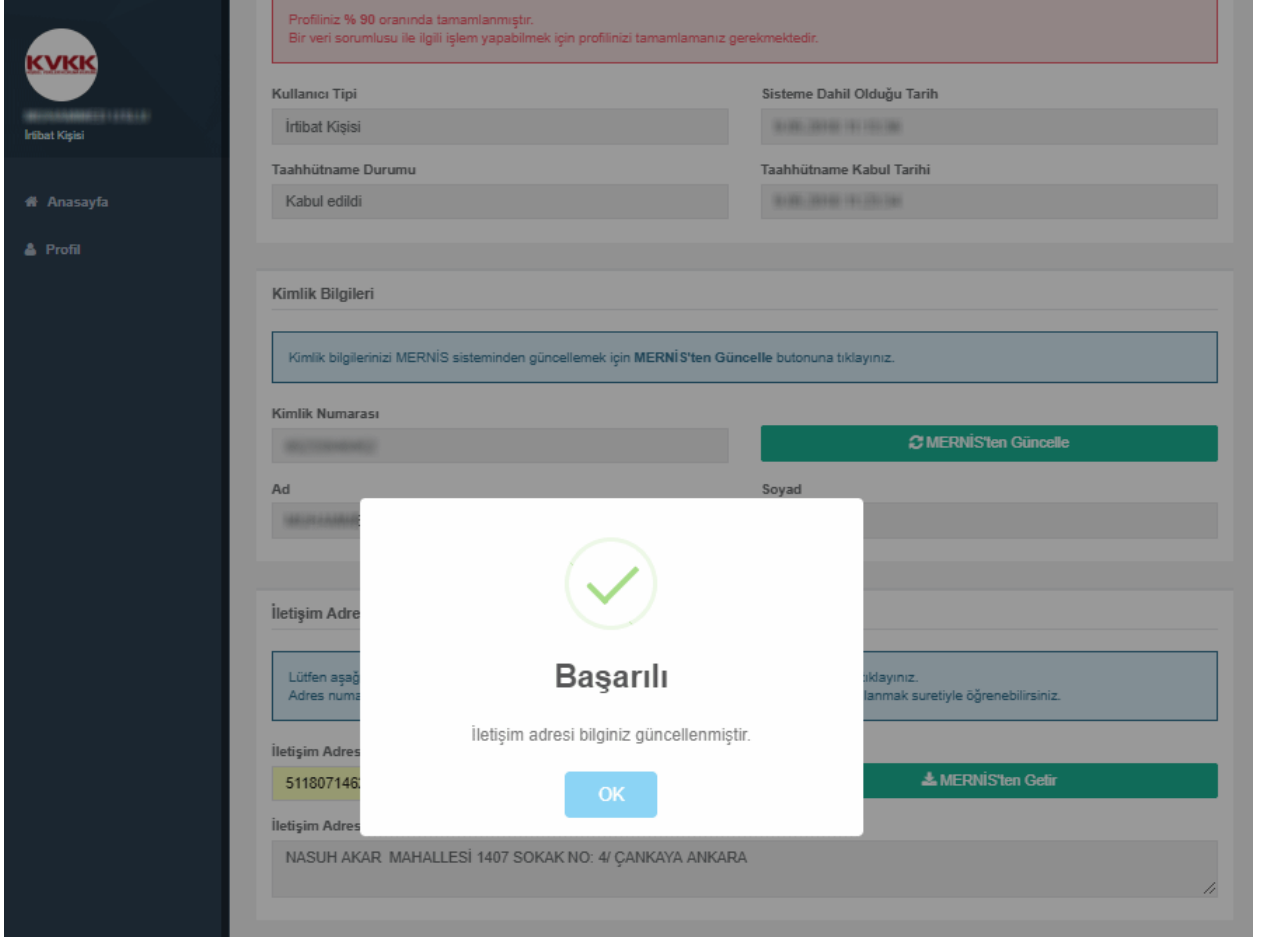 Profiliniz % 90 oranında tamamlanmıştır.
Bir veri sorumlusu ile ilgili işlem yapabilmek için profilinizi tamamlamanız gerekmektedir.
KVKK
İrtibat Kişisi
Anasayfa
Profil
Kullanıcı Tipi
Sisteme Dahil Olduğu Tarih
İrtibat Kişisi
Taahhütname Durumu
Taahhütname Kabul Tarihi
Kabul edildi
Kimlik Bilgileri
Kimlik bilgilerinizi MERNİS sisteminden güncellemek için MERNİS'ten Güncelle butonuna tıklayınız.
Kimlik Numarası
MERNİS'ten Güncelle
Ad
Soyad
İletişim Adre
Lütfen aşağ
ıklayınız.
Adres numa
lanmak suretiyle öğrenebilirsiniz.
Başarılı
İletişim adresi bilginiz güncellenmiştir.
OK
İletişim Adres
5118071462
MERNİS'ten Getir
İletişim Adres
NASUH AKAR MAHALLESİ 1407 SOKAK NO: 4/ ÇANKAYA ANKARA